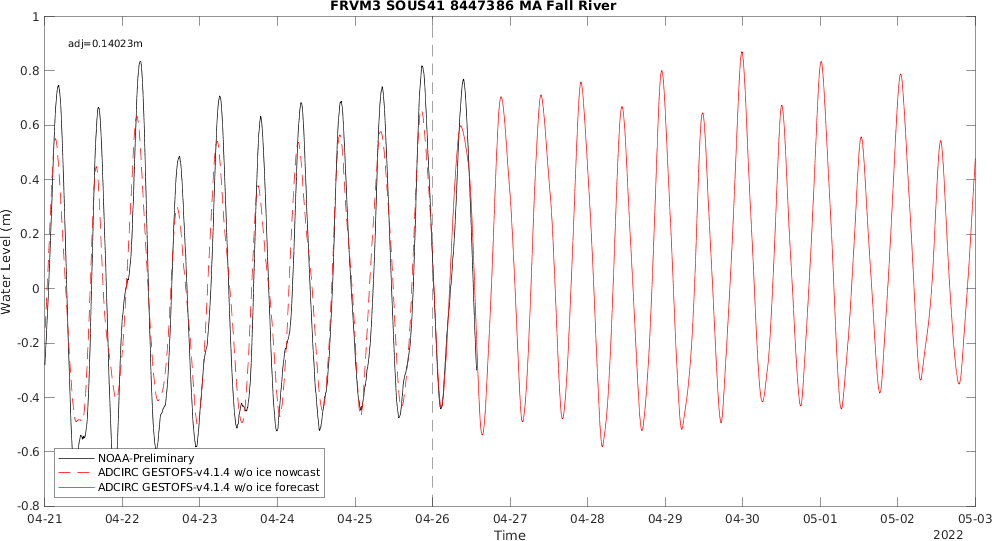 FRVM3 SOUS41 8447386 MA Fall River
adj=0.14023m
1
0.8
0.6
0.4
0.2
0
-0.2
-0.4
-0.6
-0.8
Water Level (m)
NOAA-Preliminary
ADCIRC GESTOFS-v4.1.4 w/o ice nowcast
ADCIRC GESTOFS-v4.1.4 w/o ice forecast
04-21 04-22 04-23 04-24 04-25 04-26 04-27 04-28 04-29 04-30 05-01 05-02 05-03
Time
2022